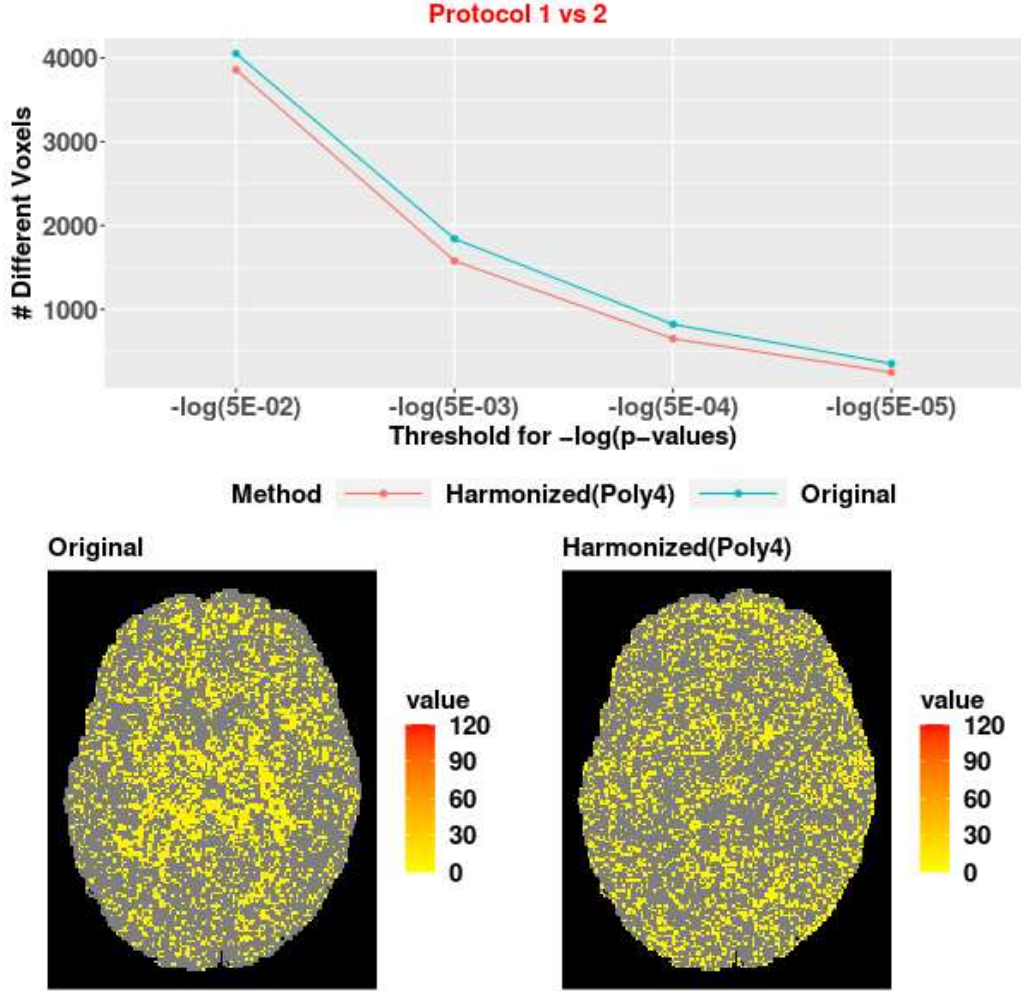 Protocol 1 vs 2
# Different Voxels
4000
3000
2000
1000
-log(5E-02) -log(5E-03) -log(5E-04) -log(5E-05)
Threshold for −log(p−values)
Method Harmonized(Poly4) Original
Original Harmonized(Poly4)
value value
120 120
90 90
60 60
30 30
0 0